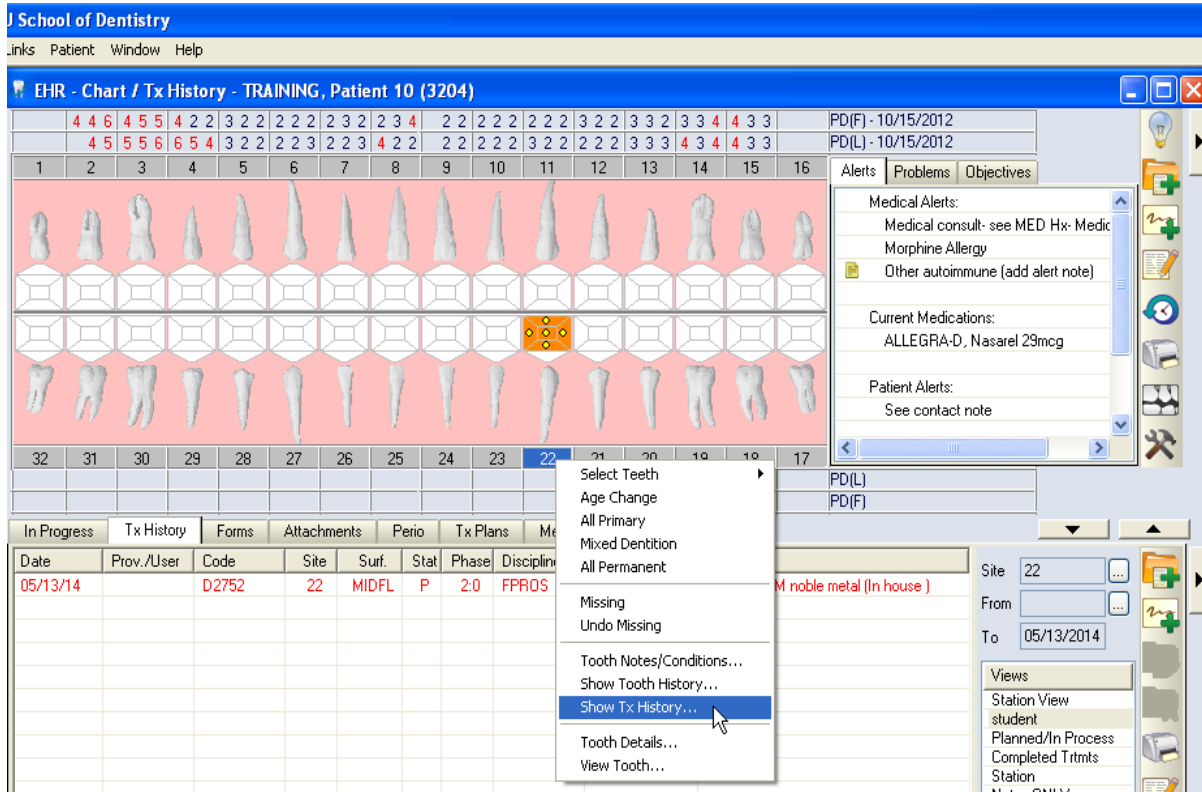 J School of Dentistry
Links Patient Window Help
EHR - Chart / Tx History - TRAINING, Patient 10 (3204)
4 4 6 4 5 5 4 2 2 3 2 2 2 2 2 2 3 2 2 3 4 2 2 2 2 2 2 2 2 3 2 2 3 3 2 3 3 4 4 3 3 PD(F) - 10/15/2012
4 5 5 5 6 6 5 4 3 2 2 2 2 3 2 2 3 4 2 2 2 2 2 2 2 3 2 2 2 2 2 3 3 3 4 3 4 4 3 3 PD(L) - 10/15/2012
1 2 3 4 5 6 7 8 9 10 11 12 13 14 15 16
Alerts Problems Objectives
Medical Alerts:
Medical consult- see MED Hx- Medic
Morphine Allergy
Other autoimmune (add alert note)
Current Medications:
ALLEGRA-D, Nasarel 29mcg
Patient Alerts:
See contact note
32 31 30 29 28 27 26 25 24 23 22 21 20 19 18 17
PD(L)
PD(F)
Select Teeth
Age Change
All Primary
Mixed Dentition
All Permanent
Missing
Undo Missing
Tooth Notes/Conditions...
Show Tooth History...
Show Tx History...
Tooth Details...
View Tooth...
In Progress Tx History Forms Attachments Perio Tx Plans Me
Date Prov./User Code Site Surf. Stat Phase Discipline
05/13/14 D2752 22 MIDFL P 2:0 FPROS M noble metal (In house )
Site 22 ...
From ...
To 05/13/2014
Views
Station View
student
Planned/In Process
Completed Trtmts
Station